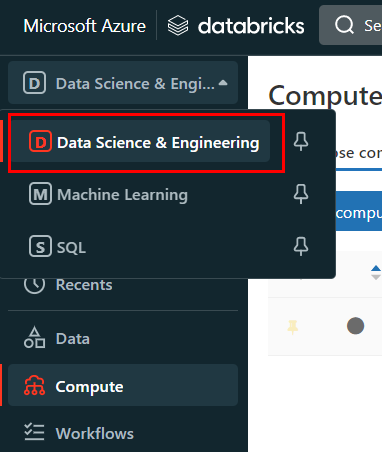 Microsoft Azure
databricks
Se
D Data Science & Engi...
Compute
D Data Science & Engineering
ose con
M Machine Learning
compu
S SQL
Recents
Data
Compute
Workflows